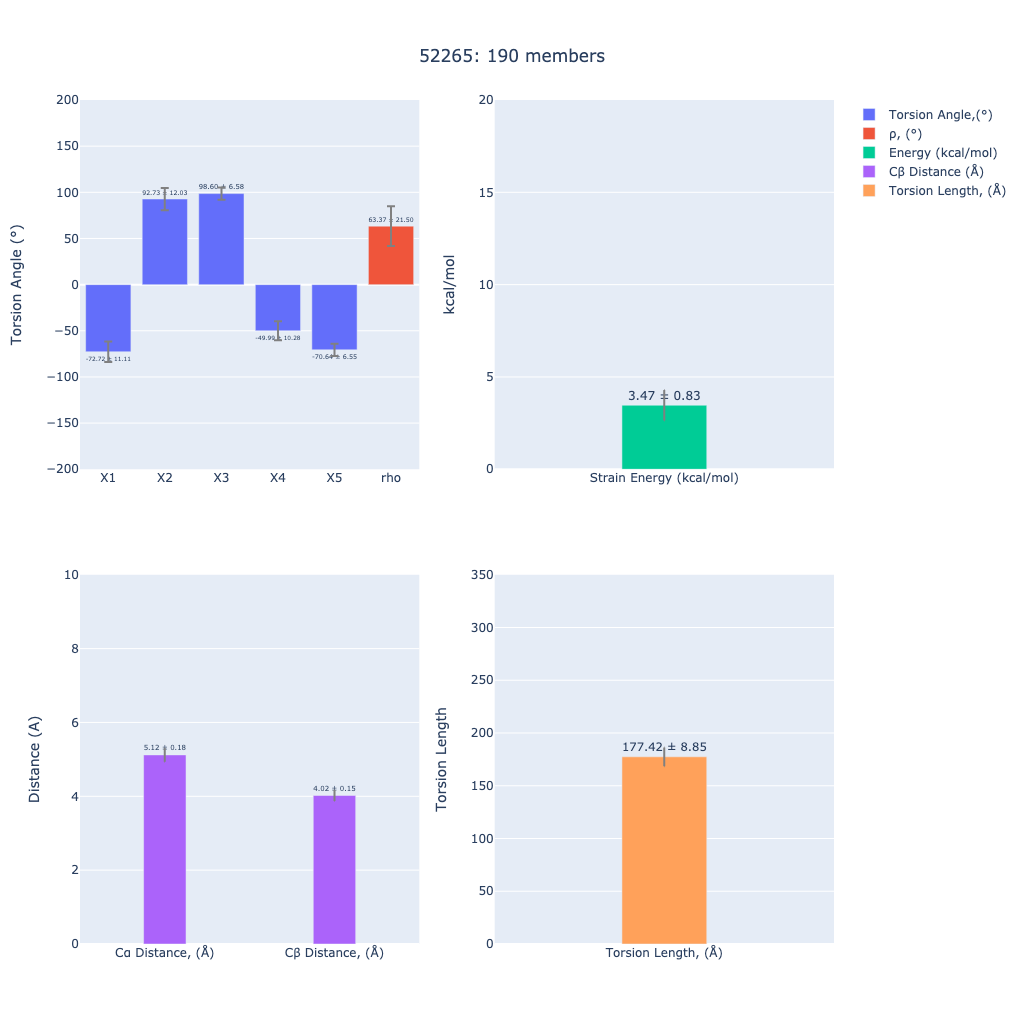 52265: 190 members
Torsion Angle (°)
200
150
100
50
0
−50
−100
−150
−200
-72.72 ± 11.11
92.73 ± 12.03
98.60 ± 6.58
-49.99 ± 10.28
-70.64 ± 6.55
63.37 ± 21.50
X1 X2 X3 X4 X5 rho
kcal/mol
20
15
10
5
0
3.47 ± 0.83
Strain Energy (kcal/mol)
Torsion Angle,(°)
ρ, (°)
Energy (kcal/mol)
Cβ Distance (Å)
Torsion Length, (Å)
Distance (A)
10
8
6
4
2
0
5.12 ± 0.18
4.02 ± 0.15
Cα Distance, (Å) Cβ Distance, (Å)
Torsion Length
350
300
250
200
150
100
50
0
177.42 ± 8.85
Torsion Length, (Å)